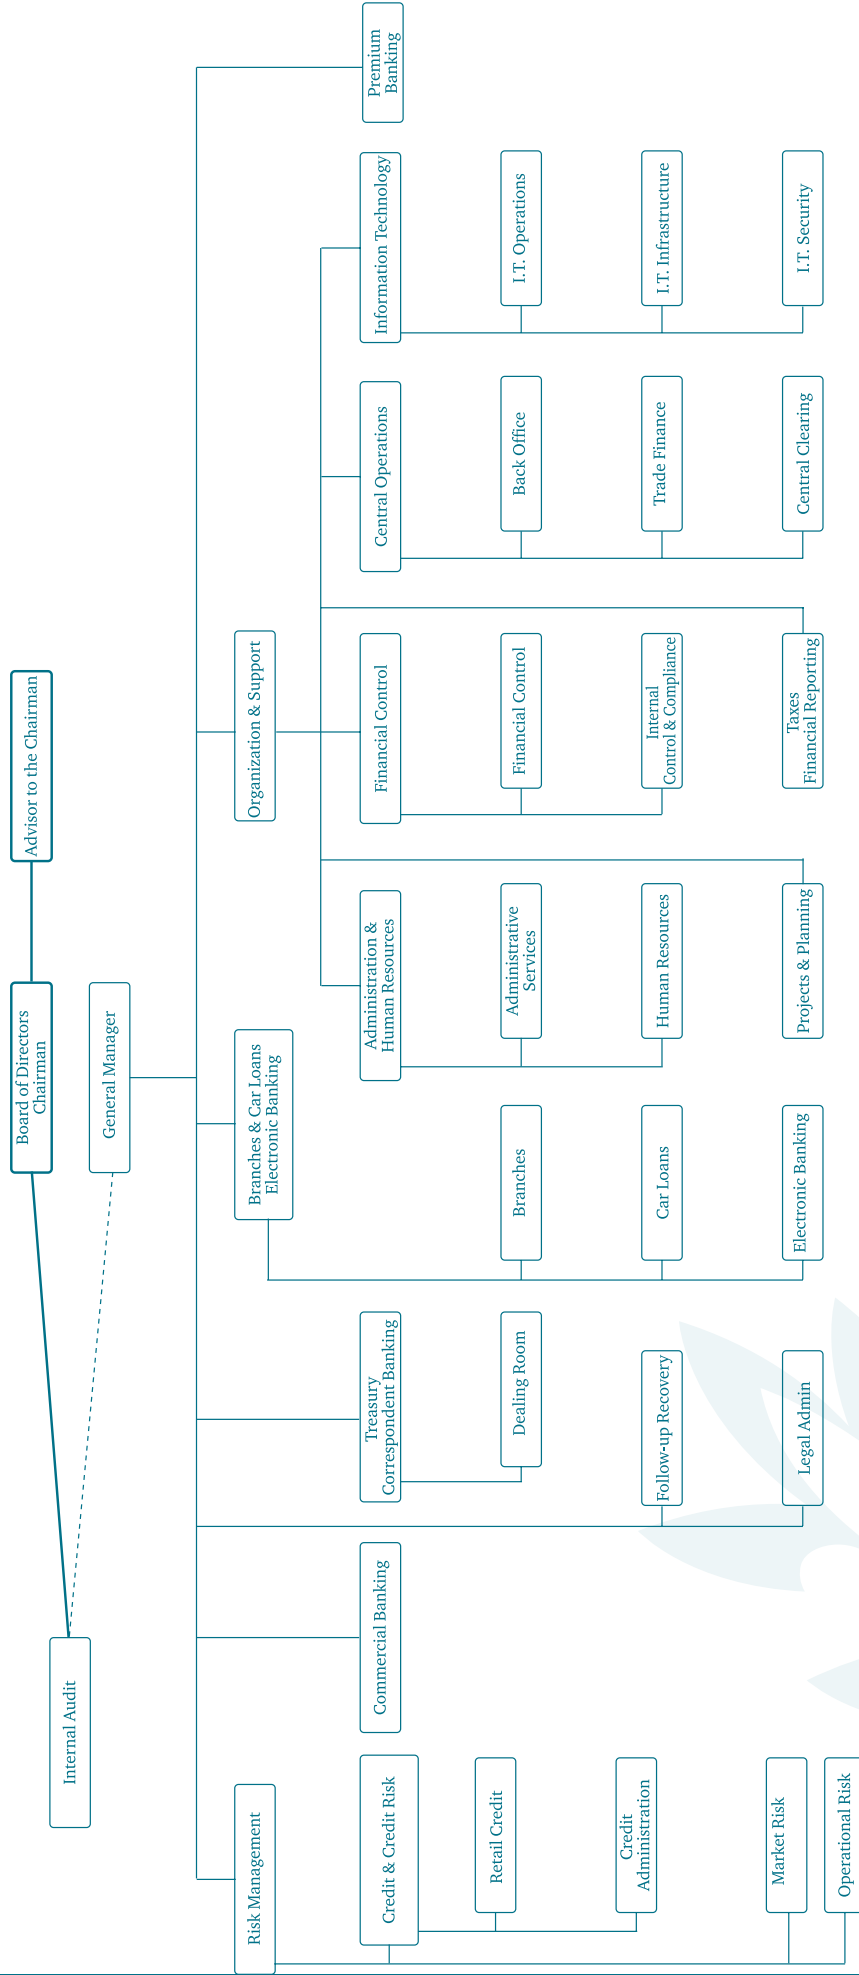 Board of Directors
Chairman
Advisor to the Chairman
Internal Audit
General Manager
Risk Management
Branches & Car Loans
Electronic Banking
Organization & Support
Credit & Credit Risk
Commercial Banking
Treasury
Correspondent Banking
Administration &
Human Resources
Financial Control
Central Operations
Information Technology
Premium
Banking
Retail Credit
Dealing Room
Branches
Administrative
Services
Financial Control
Back Office
I.T. Operations
Credit
Administration
Follow-up Recovery
Car Loans
Human Resources
Internal
Control & Compliance
Trade Finance
I.T. Infrastructure
Market Risk
Legal Admin
Electronic Banking
Projects & Planning
Taxes
Financial Reporting
Central Clearing
I.T. Security
Operational Risk